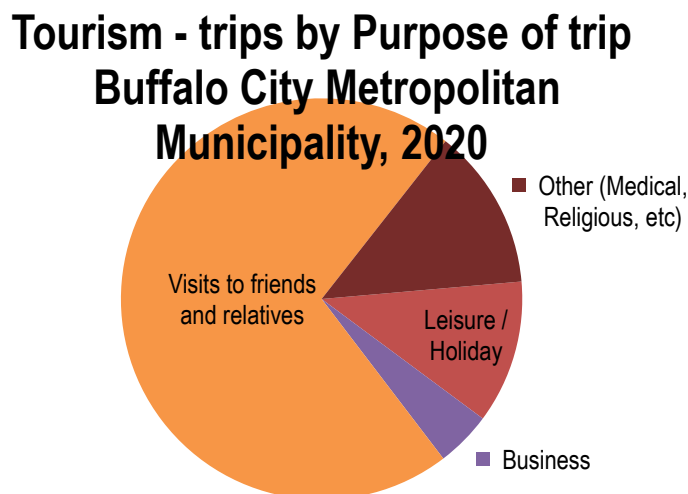 Tourism - trips by Purpose of trip
Buffalo City Metropolitan
Municipality, 2020
Other (Medical,
Religious, etc)
Visits to friends
and relatives
Leisure /
Holiday
Business